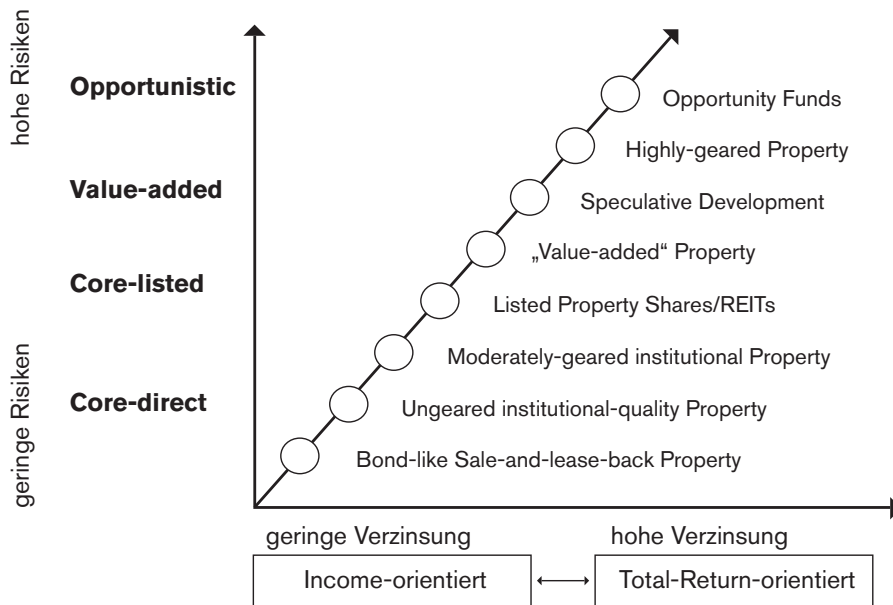 hohe Risiken
Opportunistic
Opportunity Funds
Highly-geared Property
Value-added
Speculative Development
„Value-added“ Property
Core-listed
Listed Property Shares/REITs
Moderately-geared institutional Property
geringe Risiken
Core-direct
Ungeared institutional-quality Property
Bond-like Sale-and-lease-back Property
geringe Verzinsung
hohe Verzinsung
Income-orientiert
Total-Return-orientiert